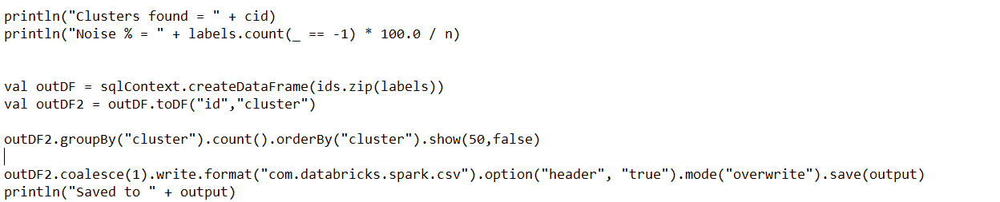 println("Clusters found = " + cid)
println("Noise % = " + labels.count(_ == -1) * 100.0 / n)
val outDF = sqlContext.createDataFrame(ids.zip(labels))
val outDF2 = outDF.toDF("id","cluster")
outDF2.groupBy("cluster").count().orderBy("cluster").show(50,false)
outDF2.coalesce(1).write.format("com.databricks.spark.csv").option("header", "true").mode("overwrite").save(output)
println("Saved to " + output)